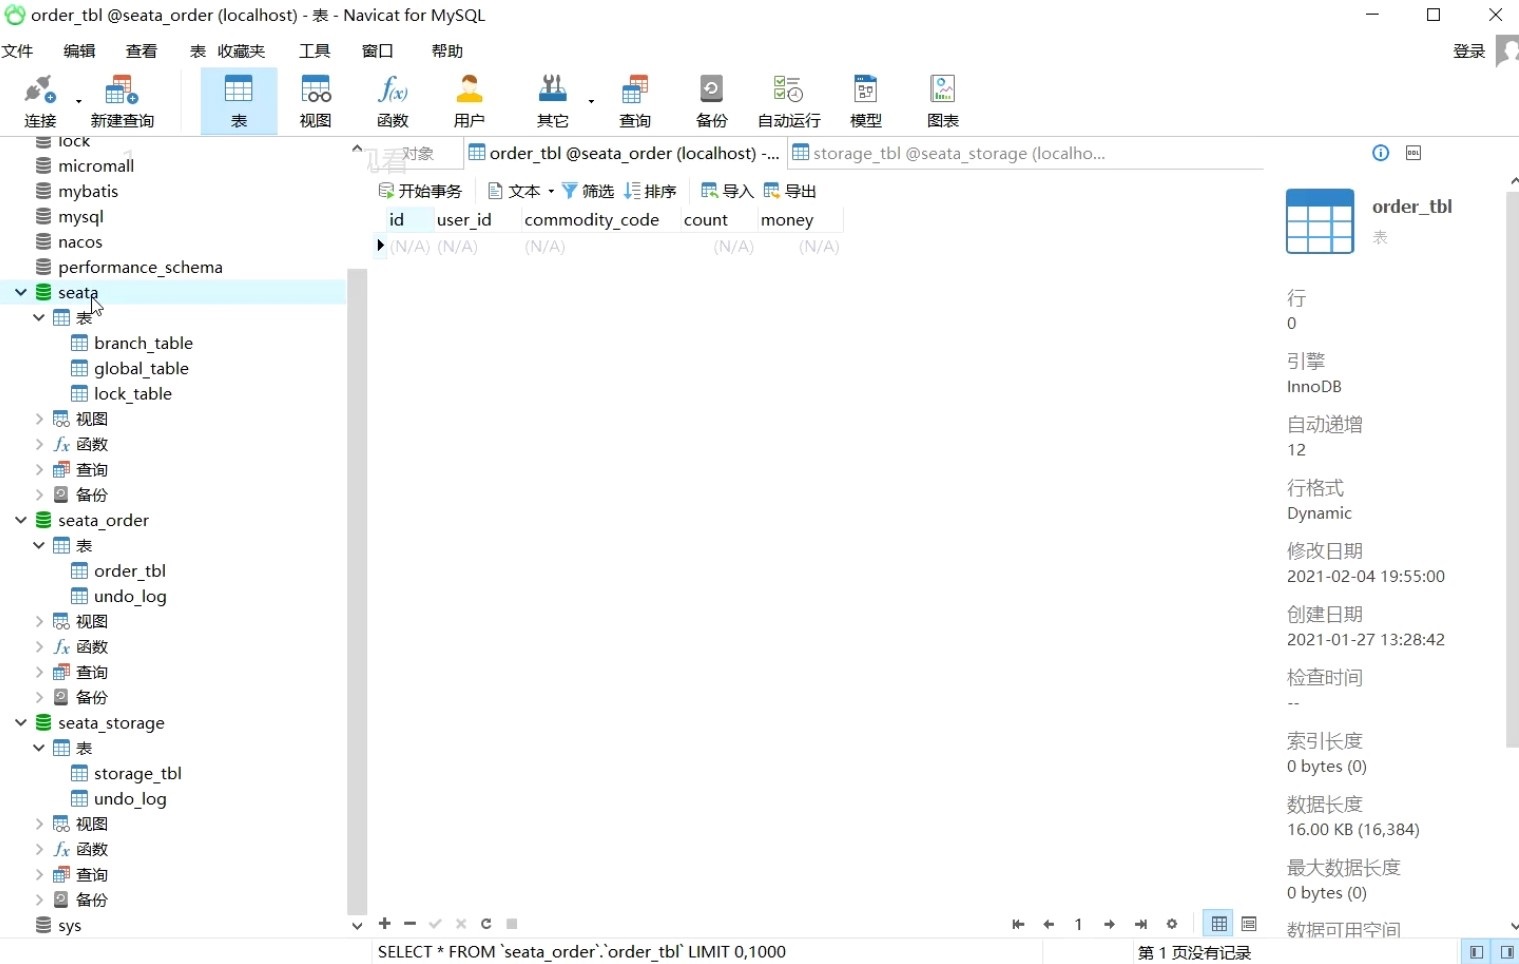 order_tbl @seata_order (localhost) - 表 - Navicat for MySQL
文件 编辑 查看 表 收藏夹 工具 窗口 帮助 登录
连接 新建查询 表 视图 函数 用户 其它 查询 备份 自动运行 模型 图表
lock
micromall
mybatis
mysql
nacos
performance_schema
seata
表
branch_table
global_table
lock_table
视图
函数
查询
备份
seata_order
表
order_tbl
undo_log
视图
函数
查询
备份
seata_storage
表
storage_tbl
undo_log
视图
函数
查询
备份
sys
对象 order_tbl @seata_order (localhost) -... storage_tbl @seata_storage (localho...
开始事务 文本 筛选 排序 导入 导出
id user_id commodity_code count money
(N/A) (N/A) (N/A) (N/A) (N/A)
order_tbl
表
行
0
引擎
InnoDB
自动递增
12
行格式
Dynamic
修改日期
2021-02-04 19:55:00
创建日期
2021-01-27 13:28:42
检查时间
--
索引长度
0 bytes (0)
数据长度
16.00 KB (16,384)
最大数据长度
0 bytes (0)
数据可用空间
1
SELECT * FROM `seata_order`.`order_tbl` LIMIT 0,1000
第 1 页没有记录